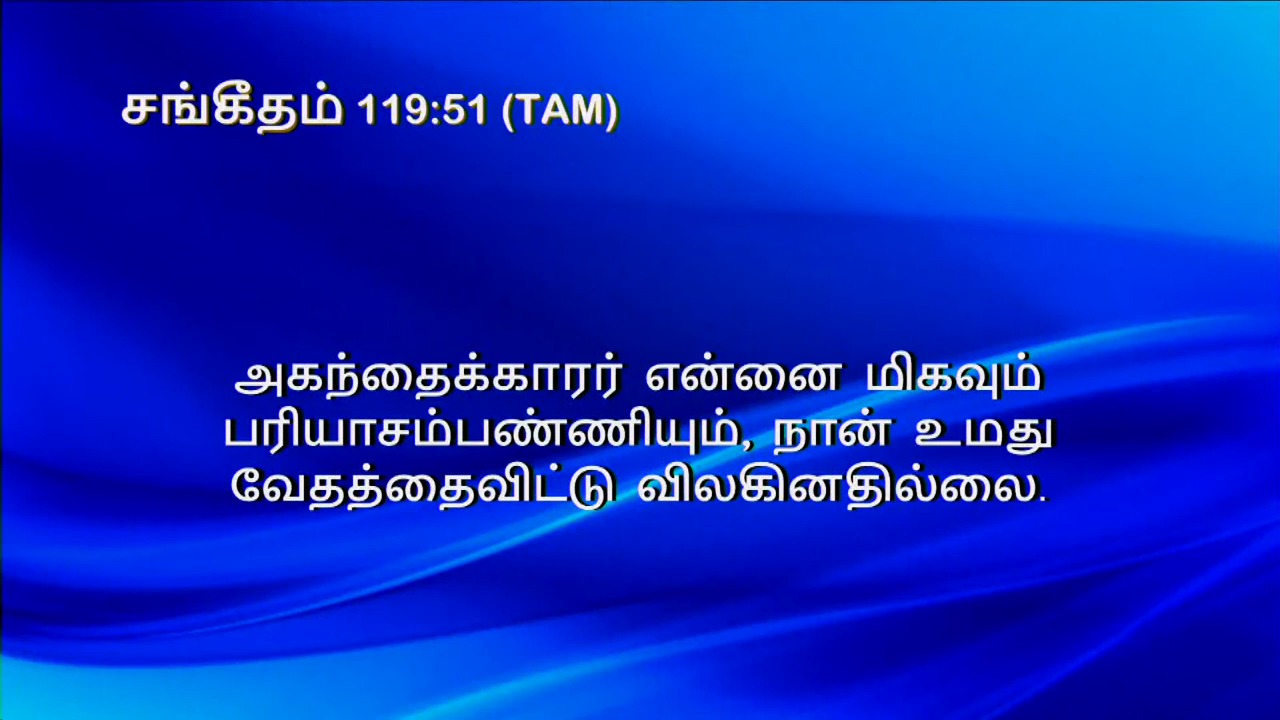 சங்கீதம் 119:51 (TAM)
அகந்தைக்காரர் என்னை மிகவும்
பரியாசம்பண்ணியும், நான் உமது
வேதத்தைவிட்டு விலகினதில்லை.